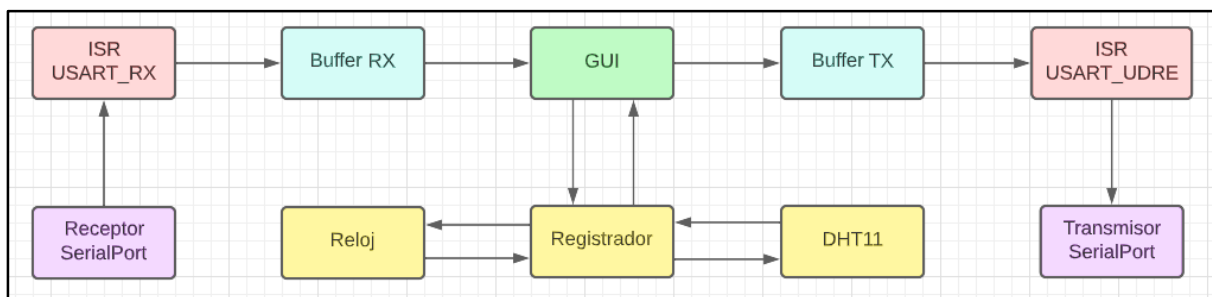 ISR
USART_RX
Buffer RX
GUI
Buffer TX
ISR
USART_UDRE
Receptor
SerialPort
Reloj
Registrador
DHT11
Transmisor
SerialPort